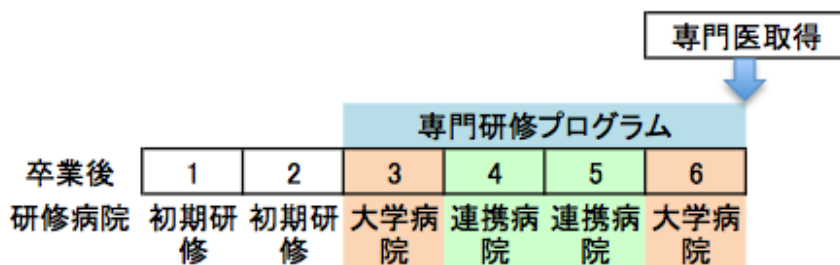 専門医取得
専門研修プログラム
卒業後 1 2 3 4 5 6
研修病院 初期研修 初期研修 大学病院 連携病院 連携病院 大学病院